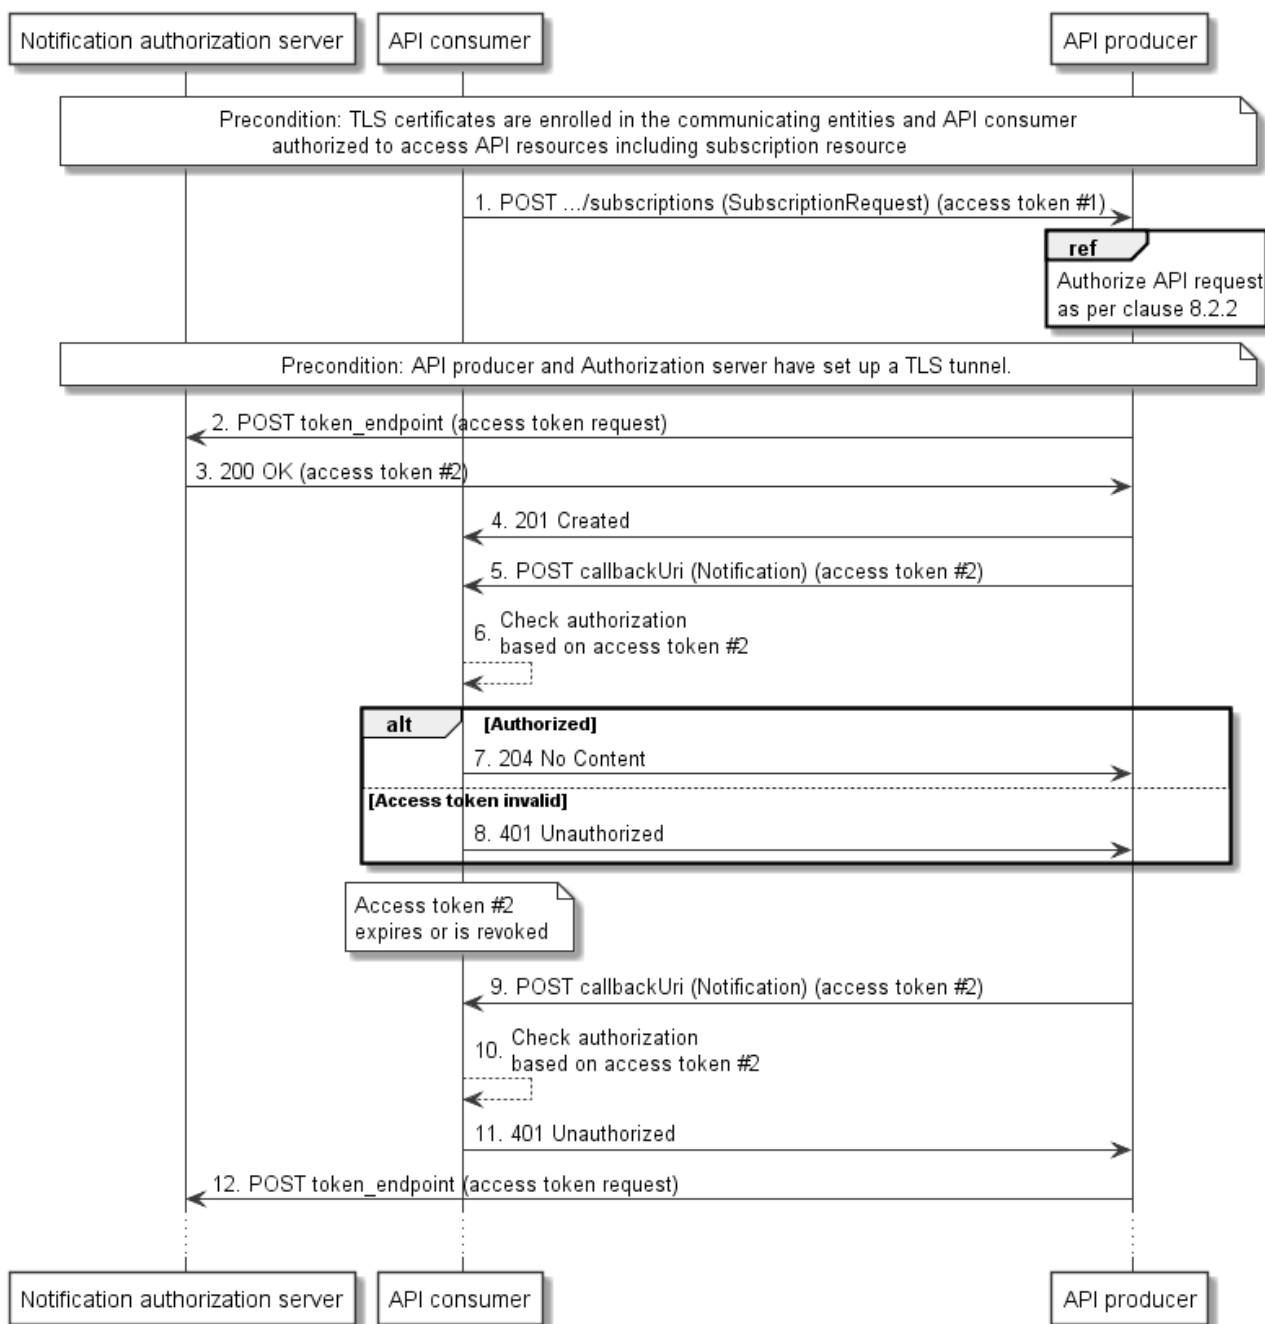 Notification authorization server
API consumer
API producer
Precondition: TLS certificates are enrolled in the communicating entities and API consumer
authorized to access API resources including subscription resource
1. POST .../subscriptions (SubscriptionRequest) (access token #1)
ref
Authorize API request
as per clause 8.2.2
Precondition: API producer and Authorization server have set up a TLS tunnel.
2. POST token_endpoint (access token request)
3. 200 OK (access token #2)
4. 201 Created
5. POST callbackUri (Notification) (access token #2)
6. Check authorization
based on access token #2
alt [Authorized]
7. 204 No Content
[Access token invalid]
8. 401 Unauthorized
Access token #2
expires or is revoked
9. POST callbackUri (Notification) (access token #2)
10. Check authorization
based on access token #2
11. 401 Unauthorized
12. POST token_endpoint (access token request)
Notification authorization server
API consumer
API producer